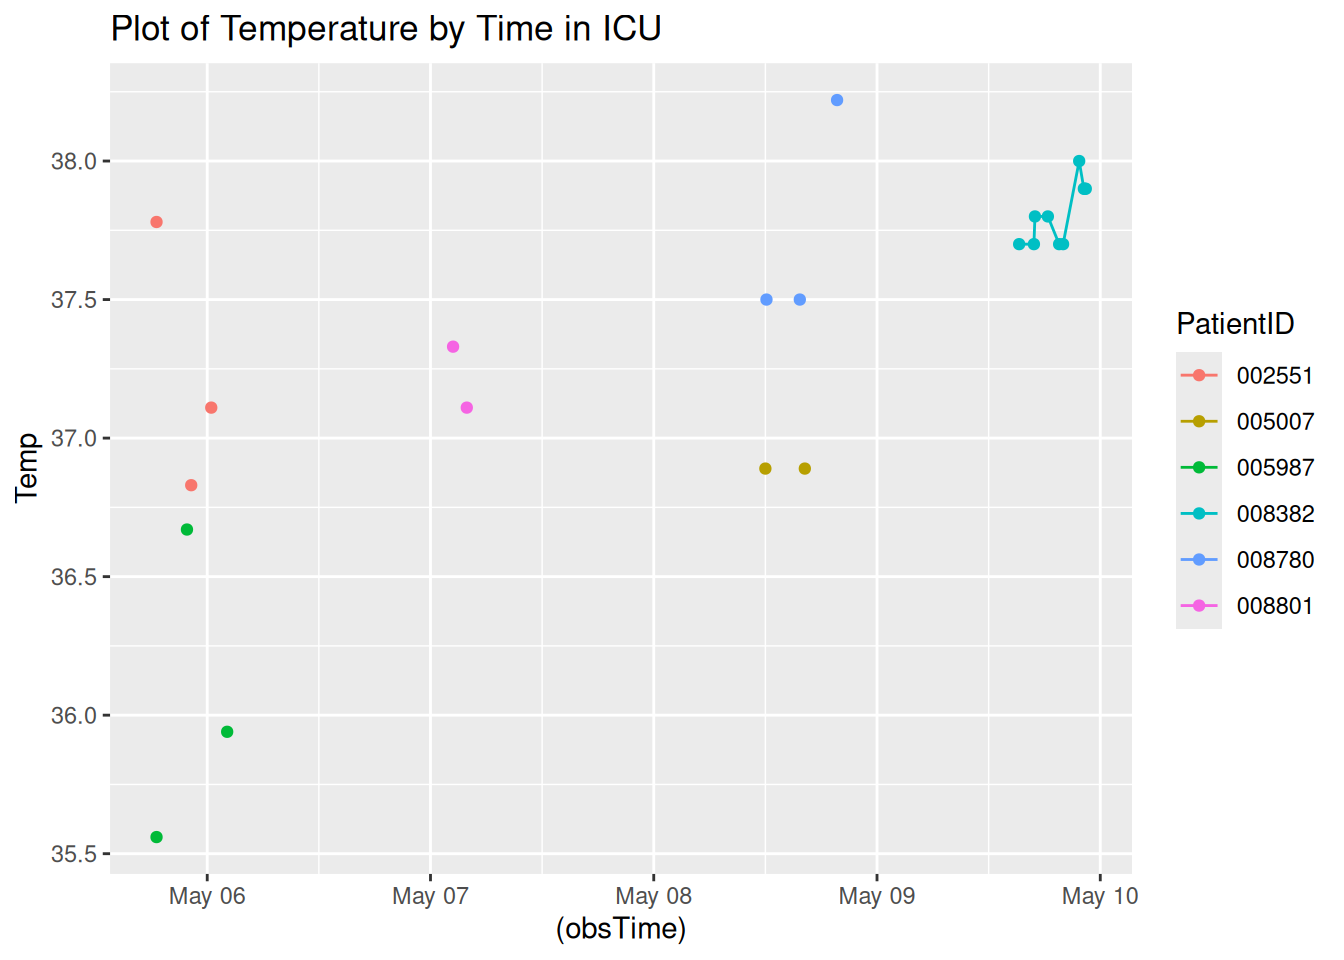 Plot of Temperature by Time in ICU
Temp
38.0
37.5
37.0
36.5
36.0
35.5
May 06 May 07 May 08 May 09 May 10
(obsTime)
PatientID
002551
005007
005987
008382
008780
008801